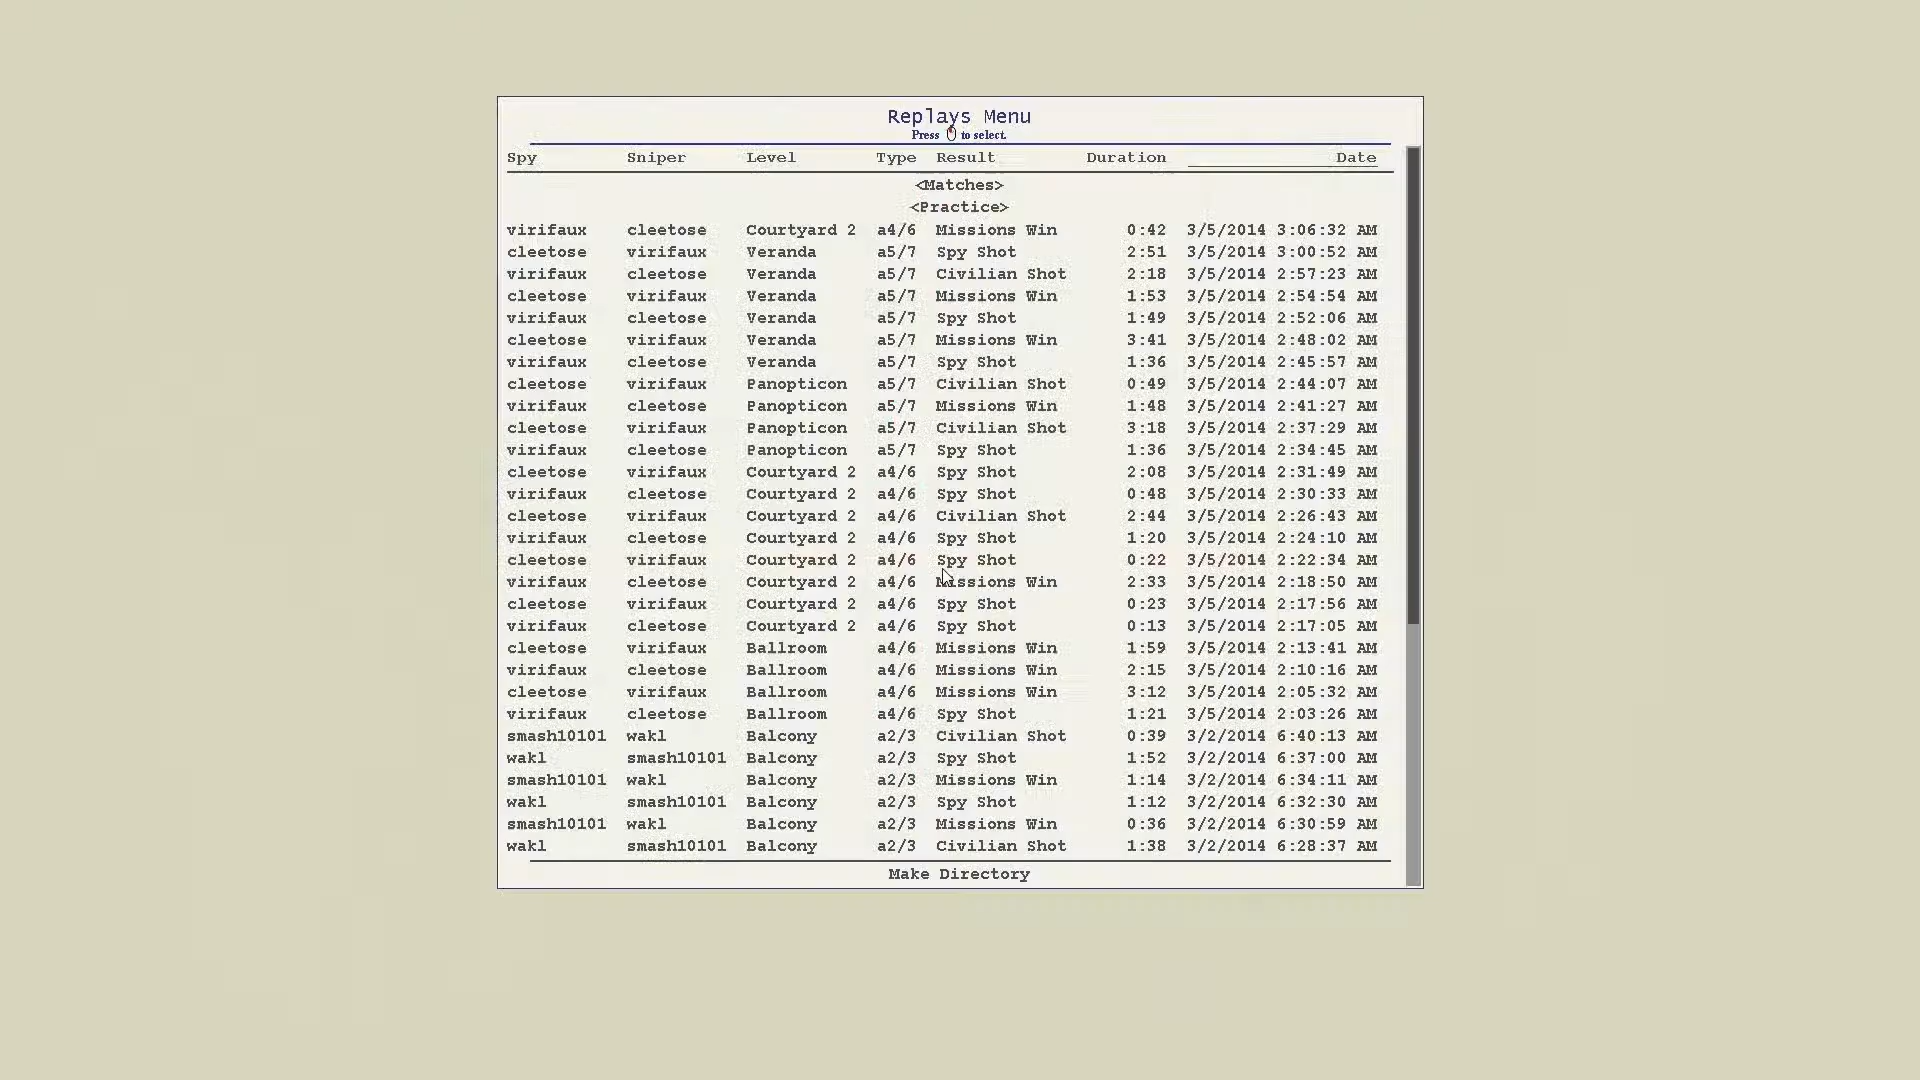 Replays Menu
Press to select.
Spy Sniper Level Type Result Duration Date
<Matches>
<Practice>
virifaux cleetose Courtyard 2 a4/6 Missions Win 0:42 3/5/2014 3:06:32 AM
cleetose virifaux Veranda a5/7 Spy Shot 2:51 3/5/2014 3:00:52 AM
virifaux cleetose Veranda a5/7 Civilian Shot 2:18 3/5/2014 2:57:23 AM
cleetose virifaux Veranda a5/7 Missions Win 1:53 3/5/2014 2:54:54 AM
virifaux cleetose Veranda a5/7 Spy Shot 1:49 3/5/2014 2:52:06 AM
cleetose virifaux Veranda a5/7 Missions Win 3:41 3/5/2014 2:48:02 AM
virifaux cleetose Veranda a5/7 Spy Shot 1:36 3/5/2014 2:45:57 AM
cleetose virifaux Panopticon a5/7 Civilian Shot 0:49 3/5/2014 2:44:07 AM
virifaux cleetose Panopticon a5/7 Missions Win 1:48 3/5/2014 2:41:27 AM
cleetose virifaux Panopticon a5/7 Civilian Shot 3:18 3/5/2014 2:37:29 AM
virifaux cleetose Panopticon a5/7 Spy Shot 1:36 3/5/2014 2:34:45 AM
cleetose virifaux Courtyard 2 a4/6 Spy Shot 2:08 3/5/2014 2:31:49 AM
virifaux cleetose Courtyard 2 a4/6 Spy Shot 0:48 3/5/2014 2:30:33 AM
cleetose virifaux Courtyard 2 a4/6 Civilian Shot 2:44 3/5/2014 2:26:43 AM
virifaux cleetose Courtyard 2 a4/6 Spy Shot 1:20 3/5/2014 2:24:10 AM
cleetose virifaux Courtyard 2 a4/6 Spy Shot 0:22 3/5/2014 2:22:34 AM
virifaux cleetose Courtyard 2 a4/6 Missions Win 2:33 3/5/2014 2:18:50 AM
cleetose virifaux Courtyard 2 a4/6 Spy Shot 0:23 3/5/2014 2:17:56 AM
virifaux cleetose Courtyard 2 a4/6 Spy Shot 0:13 3/5/2014 2:17:05 AM
cleetose virifaux Ballroom a4/6 Missions Win 1:59 3/5/2014 2:13:41 AM
virifaux cleetose Ballroom a4/6 Missions Win 2:15 3/5/2014 2:10:16 AM
cleetose virifaux Ballroom a4/6 Missions Win 3:12 3/5/2014 2:05:32 AM
virifaux cleetose Ballroom a4/6 Spy Shot 1:21 3/5/2014 2:03:26 AM
smash10101 wakl Balcony a2/3 Civilian Shot 0:39 3/2/2014 6:40:13 AM
wakl smash10101 Balcony a2/3 Spy Shot 1:52 3/2/2014 6:37:00 AM
smash10101 wakl Balcony a2/3 Missions Win 1:14 3/2/2014 6:34:11 AM
wakl smash10101 Balcony a2/3 Spy Shot 1:12 3/2/2014 6:32:30 AM
smash10101 wakl Balcony a2/3 Missions Win 0:36 3/2/2014 6:30:59 AM
wakl smash10101 Balcony a2/3 Civilian Shot 1:38 3/2/2014 6:28:37 AM
Make Directory